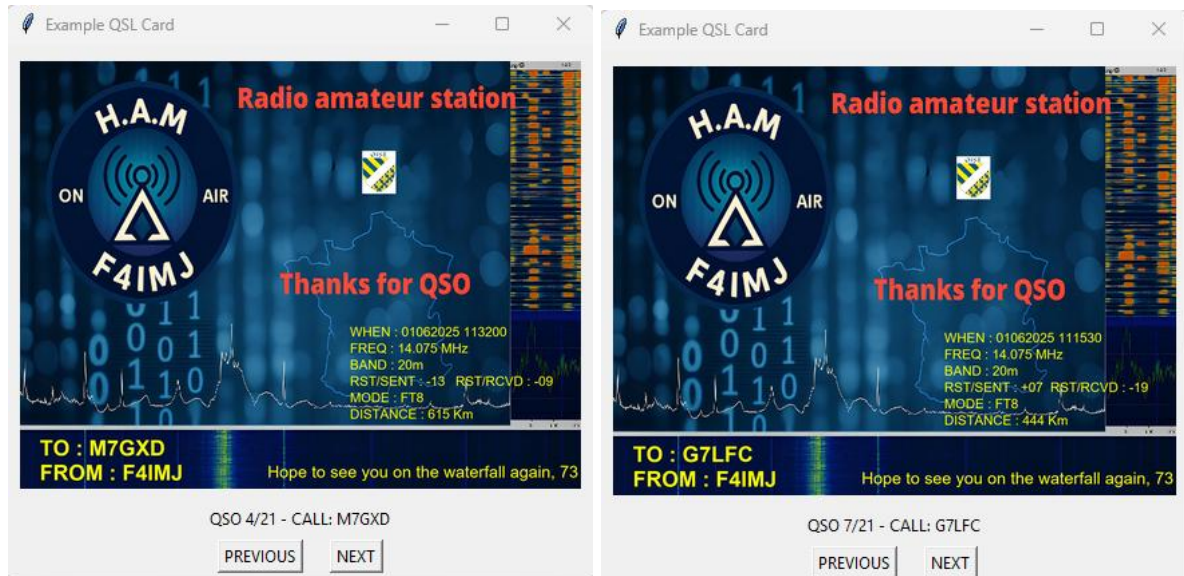 Example QSL Card
H.A.M
ON AIR
F4IMJ
Radio amateur station
OISE
Thanks for QSO
WHEN : 01062025 113200
FREQ : 14.075 MHz
BAND : 20m
RST/SENT : -13 RST/RCVD : -09
MODE : FT8
DISTANCE : 615 Km
TO : M7GXD
FROM : F4IMJ
Hope to see you on the waterfall again, 73
QSO 4/21 - CALL: M7GXD
PREVIOUS NEXT
Example QSL Card
H.A.M
ON AIR
F4IMJ
Radio amateur station
OISE
Thanks for QSO
WHEN : 01062025 111530
FREQ : 14.075 MHz
BAND : 20m
RST/SENT : +07 RST/RCVD : -19
MODE : FT8
DISTANCE : 444 Km
TO : G7LFC
FROM : F4IMJ
Hope to see you on the waterfall again, 73
QSO 7/21 - CALL: G7LFC
PREVIOUS NEXT